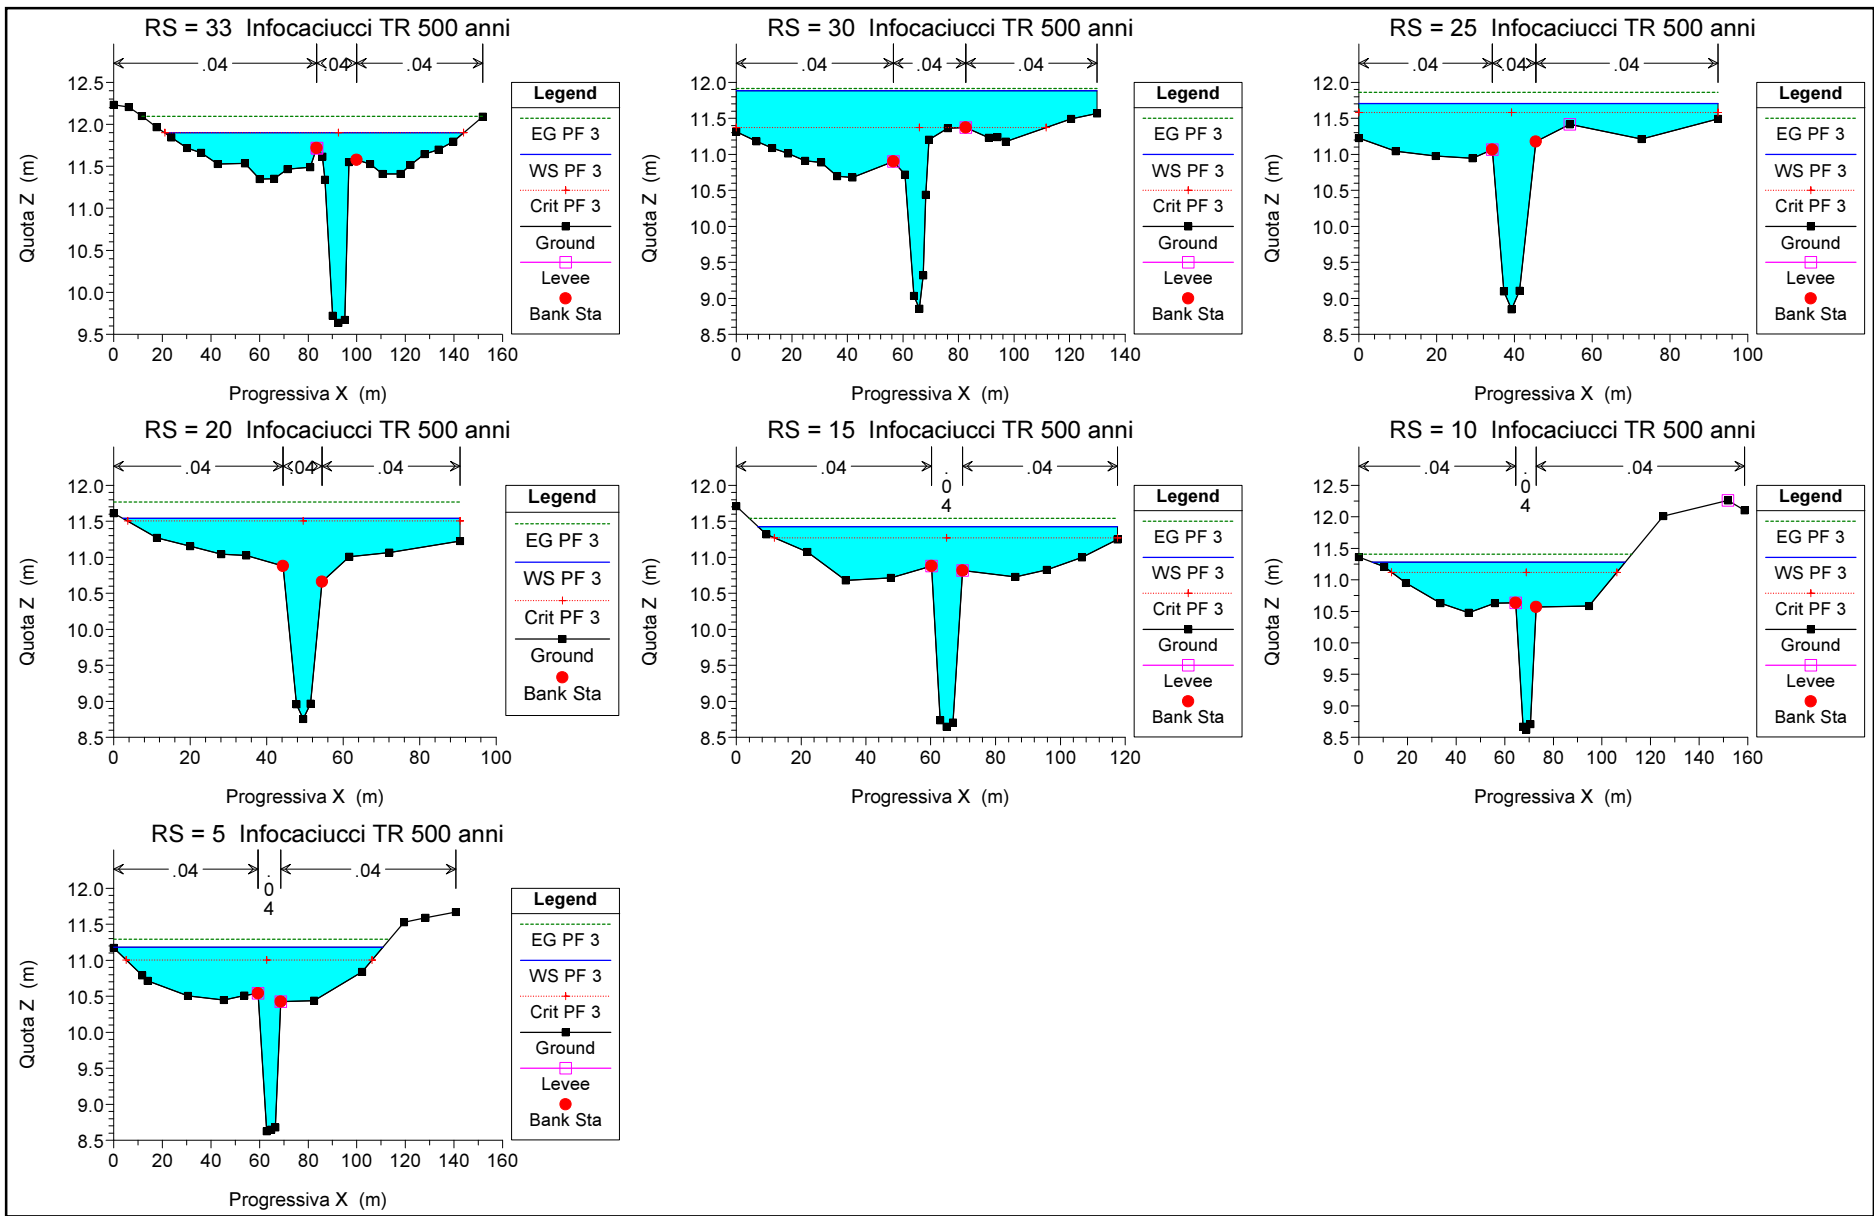 RS = 33 Infocaciucci TR 500 anni
.04 .04 .04
12.5
12.0
11.5
11.0
10.5
10.0
9.5
0 20 40 60 80 100 120 140 160
Quota Z (m)
Progressiva X (m)
Legend
EG PF 3
WS PF 3
Crit PF 3
Ground
Levee
Bank Sta
RS = 30 Infocaciucci TR 500 anni
.04 .04 .04
12.0
11.5
11.0
10.5
10.0
9.5
9.0
8.5
0 20 40 60 80 100 120 140
Quota Z (m)
Progressiva X (m)
Legend
EG PF 3
WS PF 3
Crit PF 3
Ground
Levee
Bank Sta
RS = 25 Infocaciucci TR 500 anni
.04 .04 .04
12.0
11.5
11.0
10.5
10.0
9.5
9.0
8.5
0 20 40 60 80 100
Quota Z (m)
Progressiva X (m)
Legend
EG PF 3
WS PF 3
Crit PF 3
Ground
Levee
Bank Sta
RS = 20 Infocaciucci TR 500 anni
.04 .04 .04
12.0
11.5
11.0
10.5
10.0
9.5
9.0
8.5
0 20 40 60 80 100
Quota Z (m)
Progressiva X (m)
Legend
EG PF 3
WS PF 3
Crit PF 3
Ground
Bank Sta
RS = 15 Infocaciucci TR 500 anni
.04 . .04
0
4
12.0
11.5
11.0
10.5
10.0
9.5
9.0
8.5
0 20 40 60 80 100 120
Quota Z (m)
Progressiva X (m)
Legend
EG PF 3
WS PF 3
Crit PF 3
Ground
Levee
Bank Sta
RS = 10 Infocaciucci TR 500 anni
.04 . .04
0
4
12.5
12.0
11.5
11.0
10.5
10.0
9.5
9.0
8.5
0 20 40 60 80 100 120 140 160
Quota Z (m)
Progressiva X (m)
Legend
EG PF 3
WS PF 3
Crit PF 3
Ground
Levee
Bank Sta
RS = 5 Infocaciucci TR 500 anni
.04 . .04
0
4
12.0
11.5
11.0
10.5
10.0
9.5
9.0
8.5
0 20 40 60 80 100 120 140 160
Quota Z (m)
Progressiva X (m)
Legend
EG PF 3
WS PF 3
Crit PF 3
Ground
Levee
Bank Sta